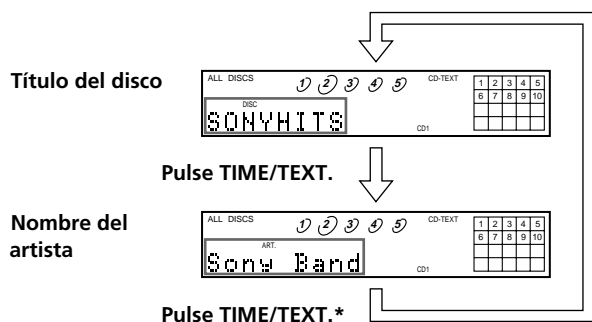 Título del disco
ALL DISCS 1 2 3 4 5 CD-TEXT 1 2 3 4 5
6 7 8 9 10
DISC
SONYHITS
CD1
Pulse TIME/TEXT.
Nombre del
artista
ALL DISCS 1 2 3 4 5 CD-TEXT 1 2 3 4 5
6 7 8 9 10
ART.
Sony Band
CD1
Pulse TIME/TEXT.*